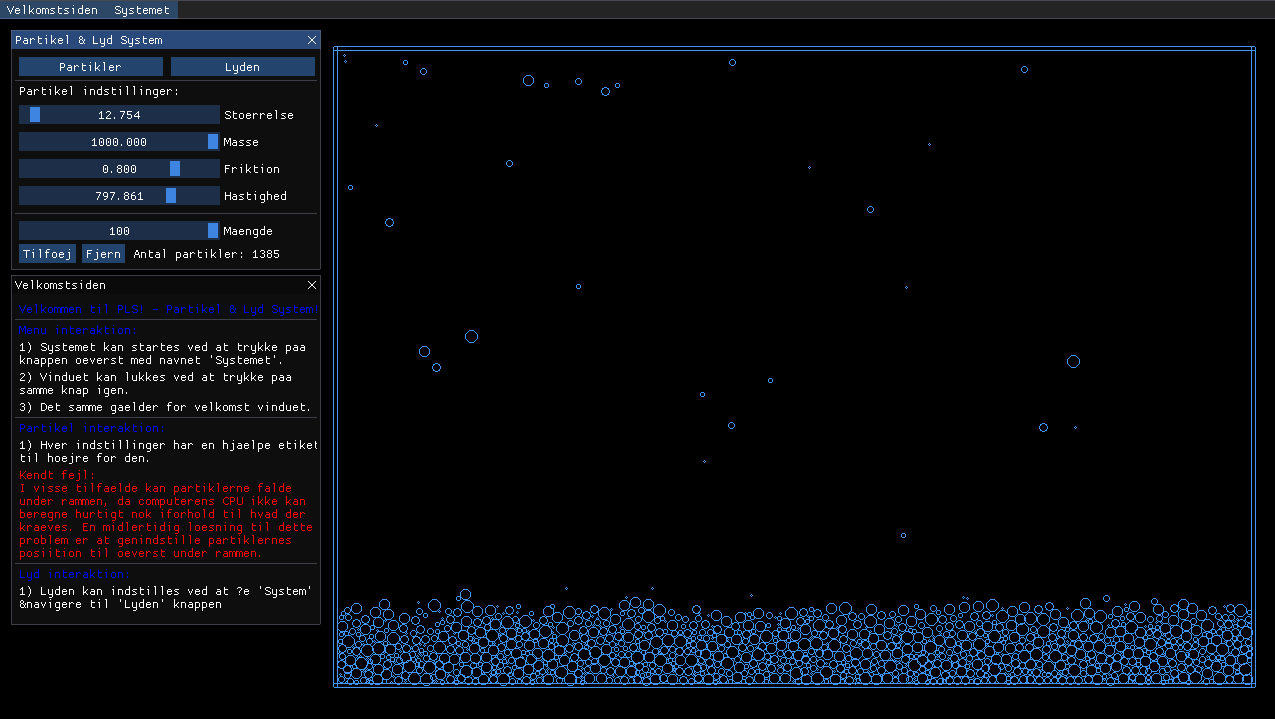 Velkomstsiden Systemet
Partikel & Lyd System
Partikler Lyden
Partikel indstillinger:
12.754 Stoerrelse
1000.000 Masse
0.800 Friktion
797.861 Hastighed
100 Maengde
Tilfoej Fjern Antal partikler: 1385
Velkomstsiden
Velkommen til PLS! - Partikel & Lyd System!
Menu interaktion:
1) Systemet kan startes ved at trykke paa
knappen oeverst med navnet 'Systemet'.
2) Vinduet kan lukkes ved at trykke paa
samme knap igen.
3) Det samme gaelder for velkomst vinduet.
Partikel interaktion:
1) Hver indstillinger har en hjaelpe etiket
til hoejre for den.
Kendt fejl:
I visse tilfaelde kan partiklerne falde
under rammen, da computerens CPU ikke kan
beregne hurtigt nok iforhold til hvad der
kraeves. En midlertidig loesning til dette
problem er at genindstille partiklernes
posiition til oeverst under rammen.
Lyd interaktion:
1) Lyden kan indstilles ved at ?e 'System'
&navigere til 'Lyden' knappen